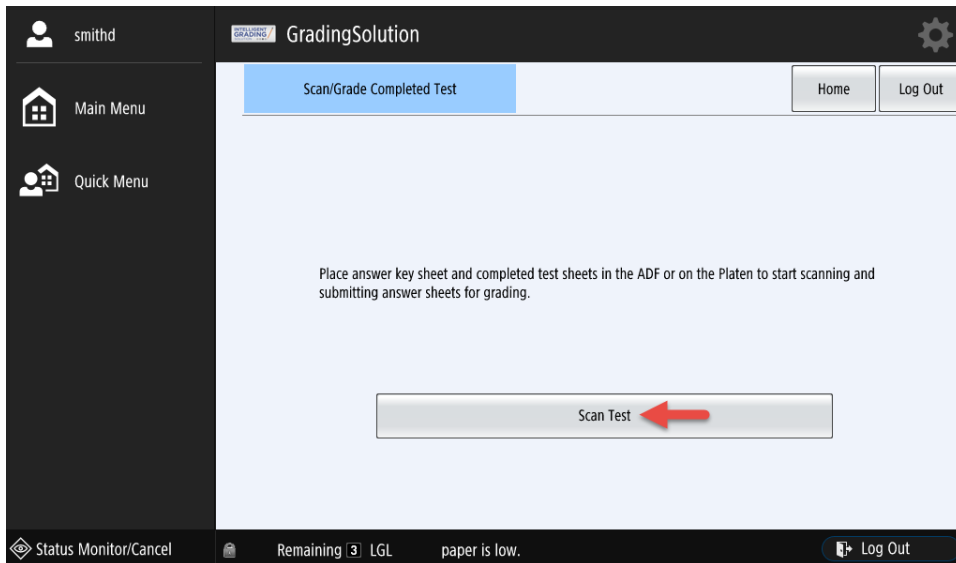 smithd
INTELLIGENT
GRADING
GradingSolution
Main Menu
Quick Menu
Scan/Grade Completed Test
Home
Log Out
Place answer key sheet and completed test sheets in the ADF or on the Platen to start scanning and
submitting answer sheets for grading.
Scan Test
Status Monitor/Cancel
Remaining 3 LGL paper is low.
Log Out